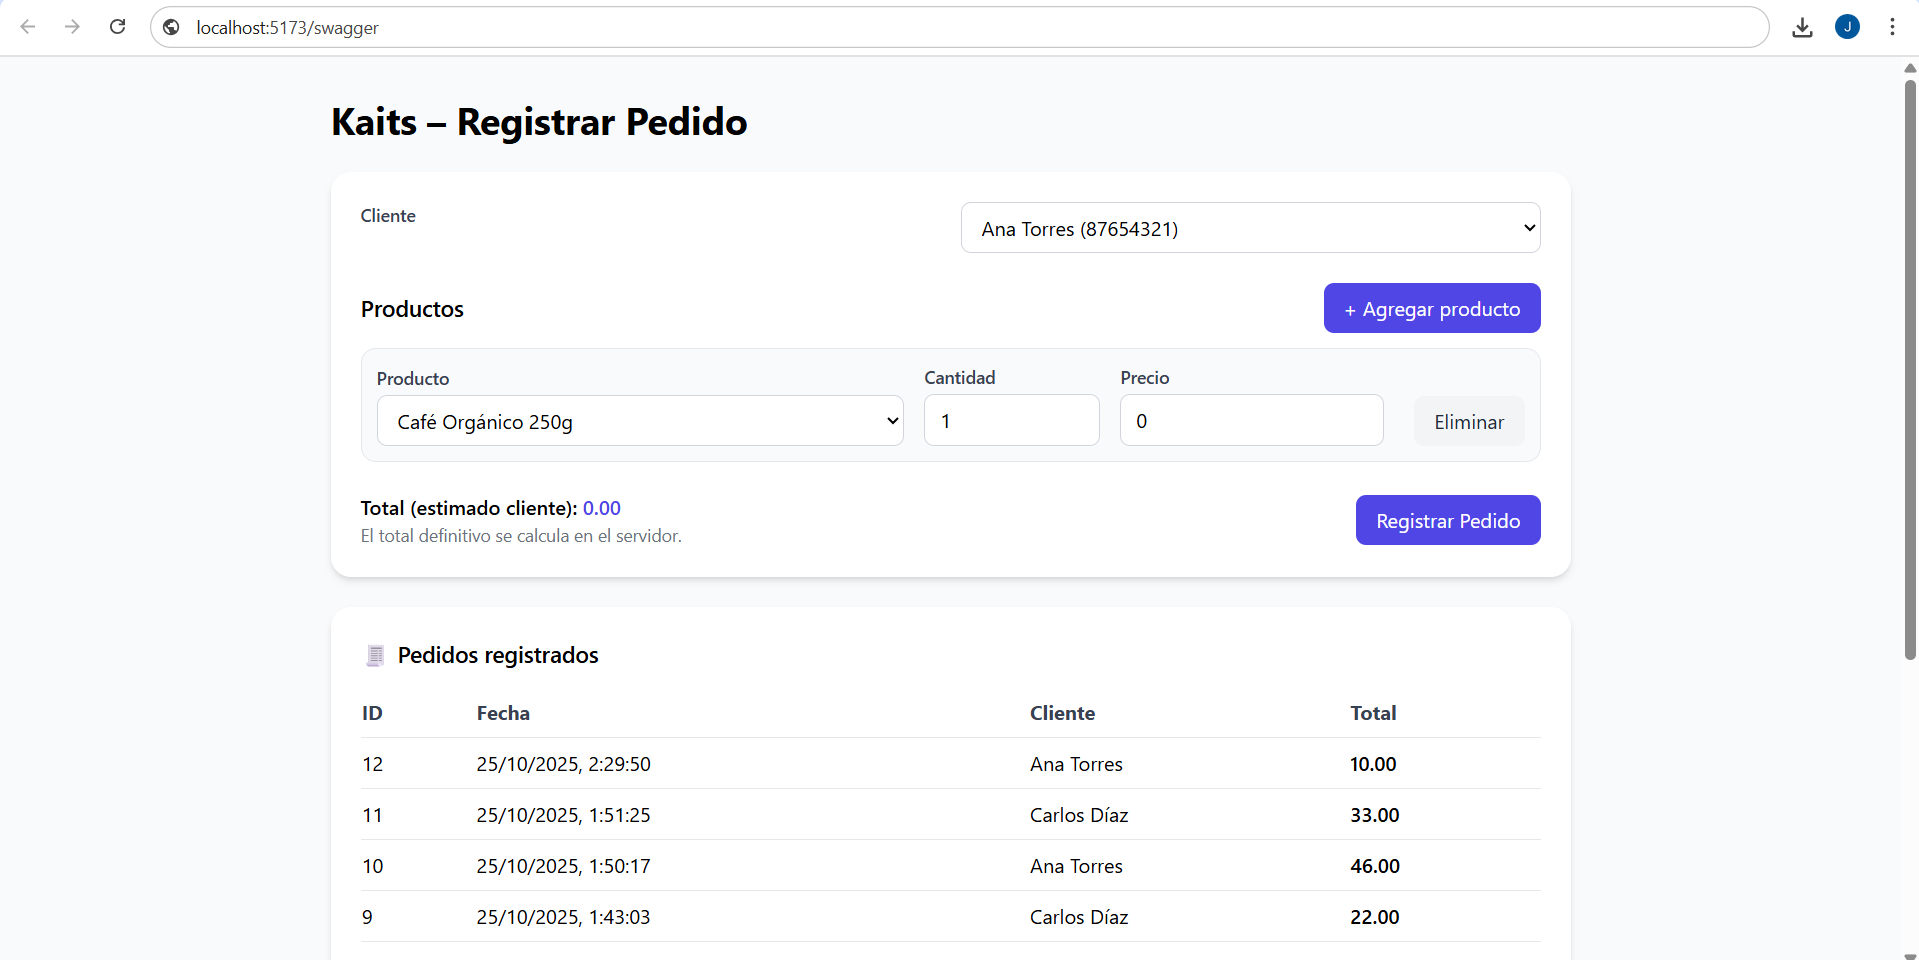 localhost:5173/swagger
J
Kaits – Registrar Pedido
Cliente
Ana Torres (87654321)
Productos
+ Agregar producto
Producto
Cantidad
Precio
Café Orgánico 250g
1
0
Eliminar
Total (estimado cliente): 0.00
El total definitivo se calcula en el servidor.
Registrar Pedido
Pedidos registrados
ID Fecha Cliente Total
12 25/10/2025, 2:29:50 Ana Torres 10.00
11 25/10/2025, 1:51:25 Carlos Díaz 33.00
10 25/10/2025, 1:50:17 Ana Torres 46.00
9 25/10/2025, 1:43:03 Carlos Díaz 22.00